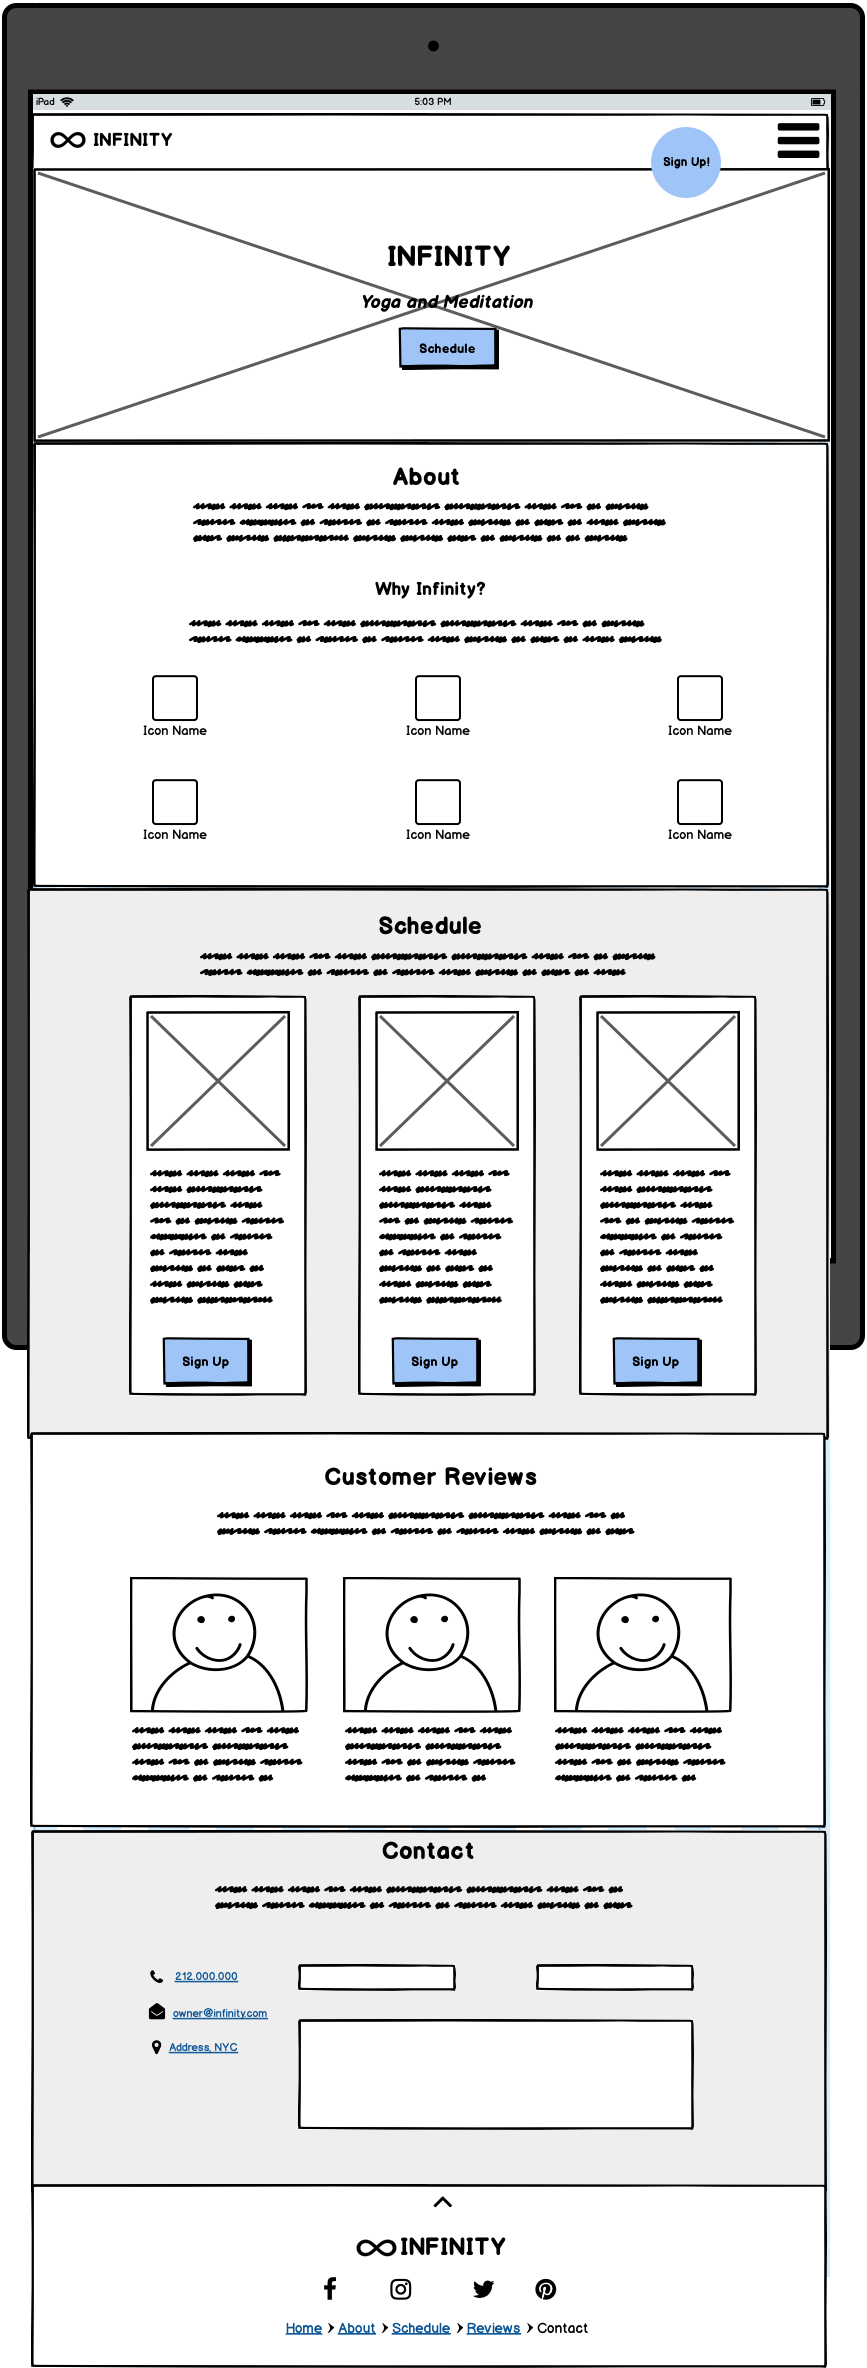 iPad
5:03 PM
INFINITY
Sign Up!
INFINITY
Yoga and Meditation
Schedule
About
Why Infinity?
Icon Name
Icon Name
Icon Name
Icon Name
Icon Name
Icon Name
Schedule
Sign Up
Sign Up
Sign Up
Customer Reviews
Contact
212.000.000
owner@infinity.com
Address, NYC
INFINITY
Home
About
Schedule
Reviews
Contact